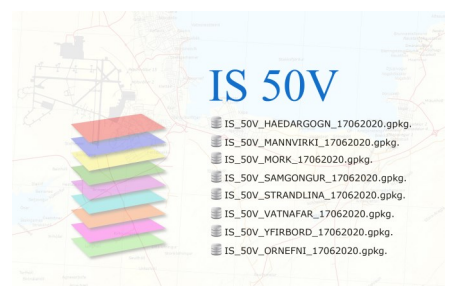 IS 50V
IS_50V_HAEDARGOGN_17062020.gpkg.
IS_50V_MANNVIRKI_17062020.gpkg.
IS_50V_MORK_17062020.gpkg.
IS_50V_SAMGONGUR_17062020.gpkg.
IS_50V_STRANDLINA_17062020.gpkg.
IS_50V_VATNAFAR_17062020.gpkg.
IS_50V_YFIRBORD_17062020.gpkg.
IS_50V_ORNEFNI_17062020.gpkg.